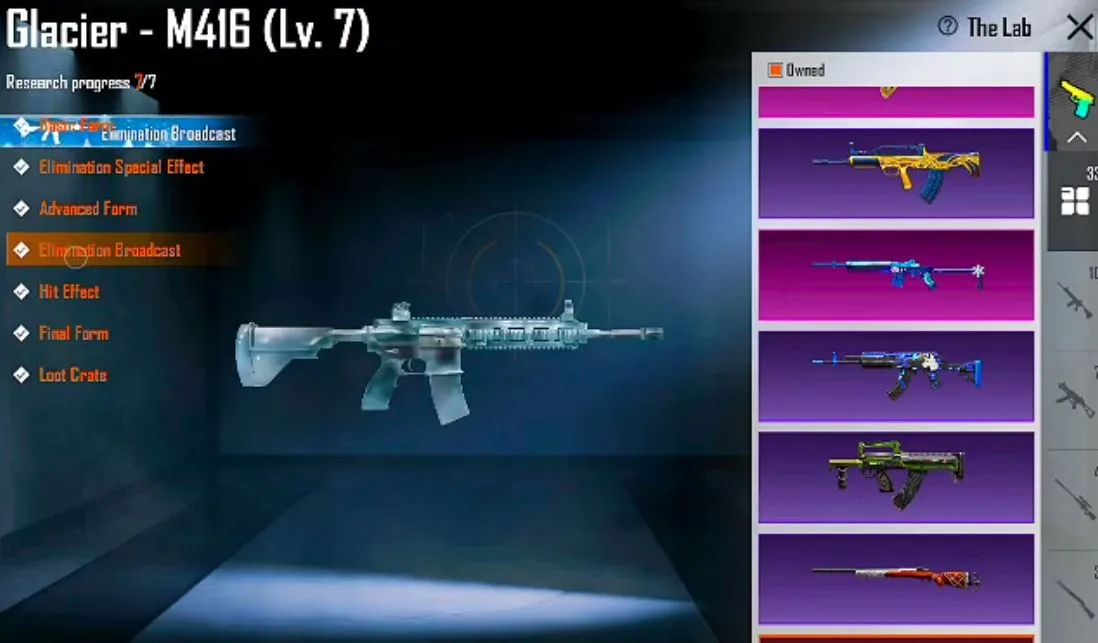 Glacier - M416 (Lv. 7)
The Lab
Research progress 7/7
Owned
Elimination Broadcast
Elimination Special Effect
Advanced Form
Elimination Broadcast
Hit Effect
Final Form
Loot Crate
33